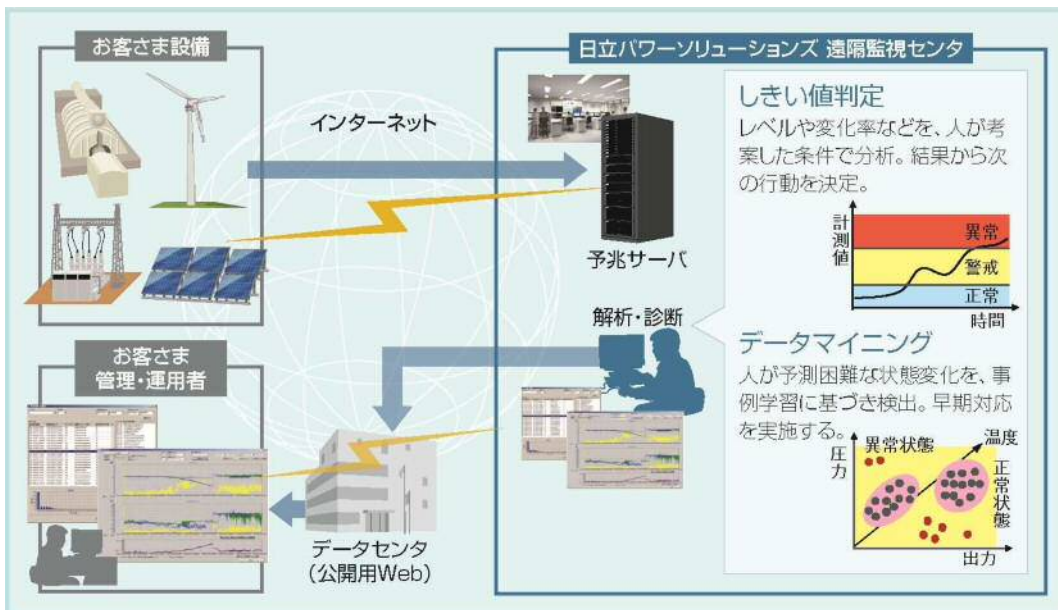 お客さま設備
インターネット
日立パワーソリューションズ 遠隔監視センタ
予兆サーバ
しきい値判定
レベルや変化率などを、人が考
案した条件で分析。結果から次
の行動を決定。
計測値
異常
警戒
正常
時間
解析・診断
データマイニング
人が予測困難な状態変化を、事
例学習に基づき検出。早期対応
を実施する。
圧力
異常状態
温度
正常状態
出力
お客さま
管理・運用者
データセンタ
(公開用Web)